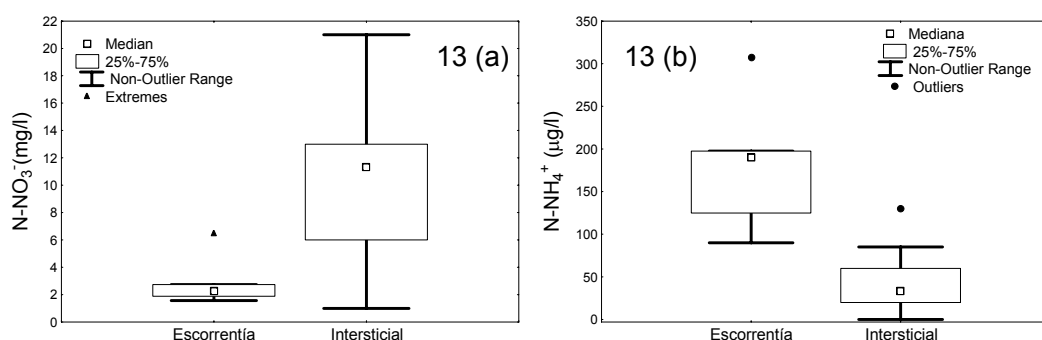 13 (a)
Median
25%-75%
Non-Outlier Range
Extremes
N-NO₃⁻(mg/l)
22
20
18
16
14
12
10
8
6
4
2
0
Escorrentía Intersticial
13 (b)
Mediana
25%-75%
Non-Outlier Range
Outliers
N-NH₄⁺ (µg/l)
350
300
250
200
150
100
50
0
Escorrentía Intersticial